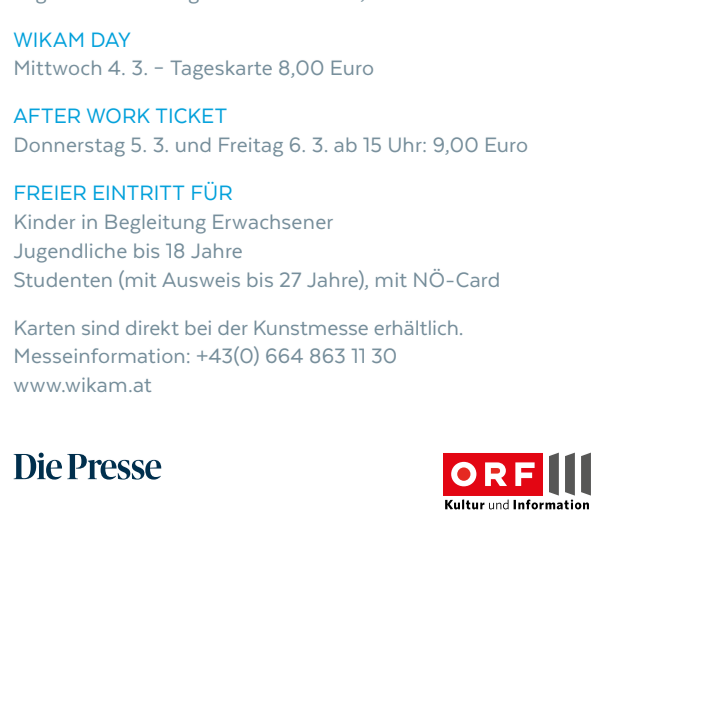 WIKAM DAY
Mittwoch 4. 3. – Tageskarte 8,00 Euro
AFTER WORK TICKET
Donnerstag 5. 3. und Freitag 6. 3. ab 15 Uhr: 9,00 Euro
FREIER EINTRITT FÜR
Kinder in Begleitung Erwachsener
Jugendliche bis 18 Jahre
Studenten (mit Ausweis bis 27 Jahre), mit NÖ-Card
Karten sind direkt bei der Kunstmesse erhältlich.
Messeinformation: +43(0) 664 863 11 30
www.wikam.at
Die Presse
ORF III
Kultur und Information